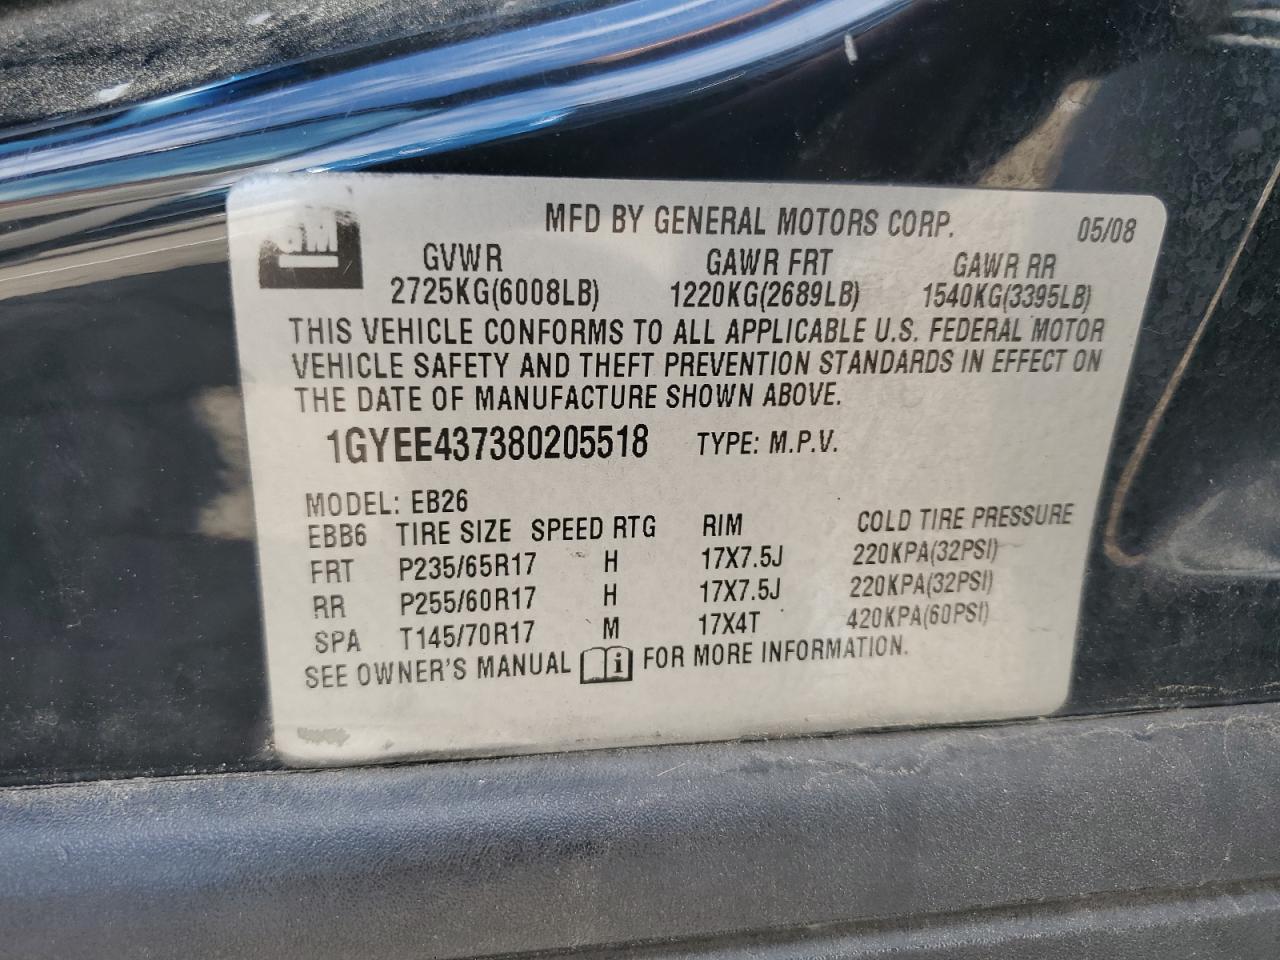 GM
MFD BY GENERAL MOTORS CORP. 05/08
GVWR GAWR FRT GAWR RR
2725KG(6008LB) 1220KG(2689LB) 1540KG(3395LB)
THIS VEHICLE CONFORMS TO ALL APPLICABLE U.S. FEDERAL MOTOR
VEHICLE SAFETY AND THEFT PREVENTION STANDARDS IN EFFECT ON
THE DATE OF MANUFACTURE SHOWN ABOVE.
1GYEE437380205518 TYPE: M.P.V.
MODEL: EB26
EBB6 TIRE SIZE SPEED RTG RIM COLD TIRE PRESSURE
FRT P235/65R17 H 17X7.5J 220KPA(32PSI)
RR P255/60R17 H 17X7.5J 220KPA(32PSI)
SPA T145/70R17 M 17X4T 420KPA(60PSI)
SEE OWNER'S MANUAL i FOR MORE INFORMATION.